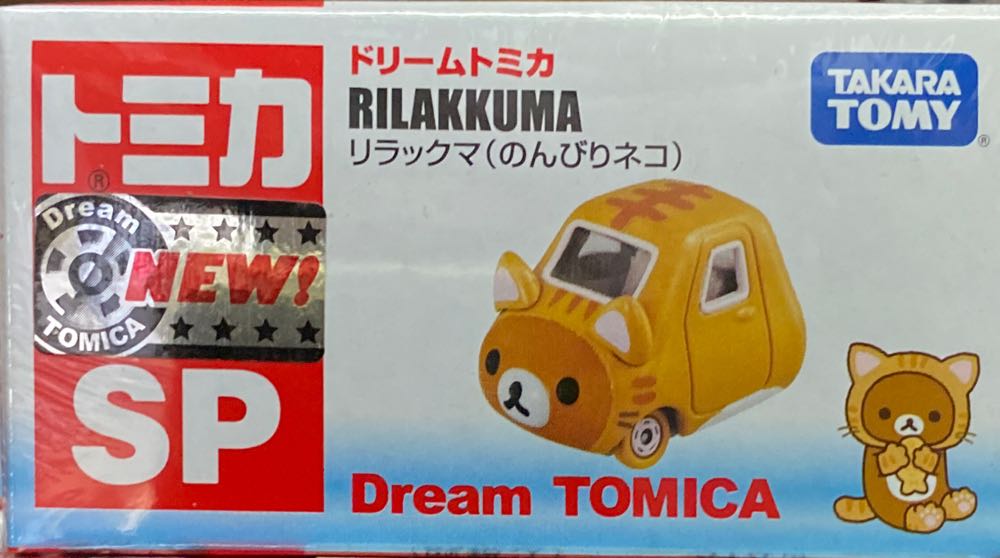 トミカ
®
Dream
NEW!
TOMICA
SP
ドリームトミカ
RILAKKUMA
リラックマ(のんびりネコ)
TAKARA
TOMY
®
Dream TOMICA